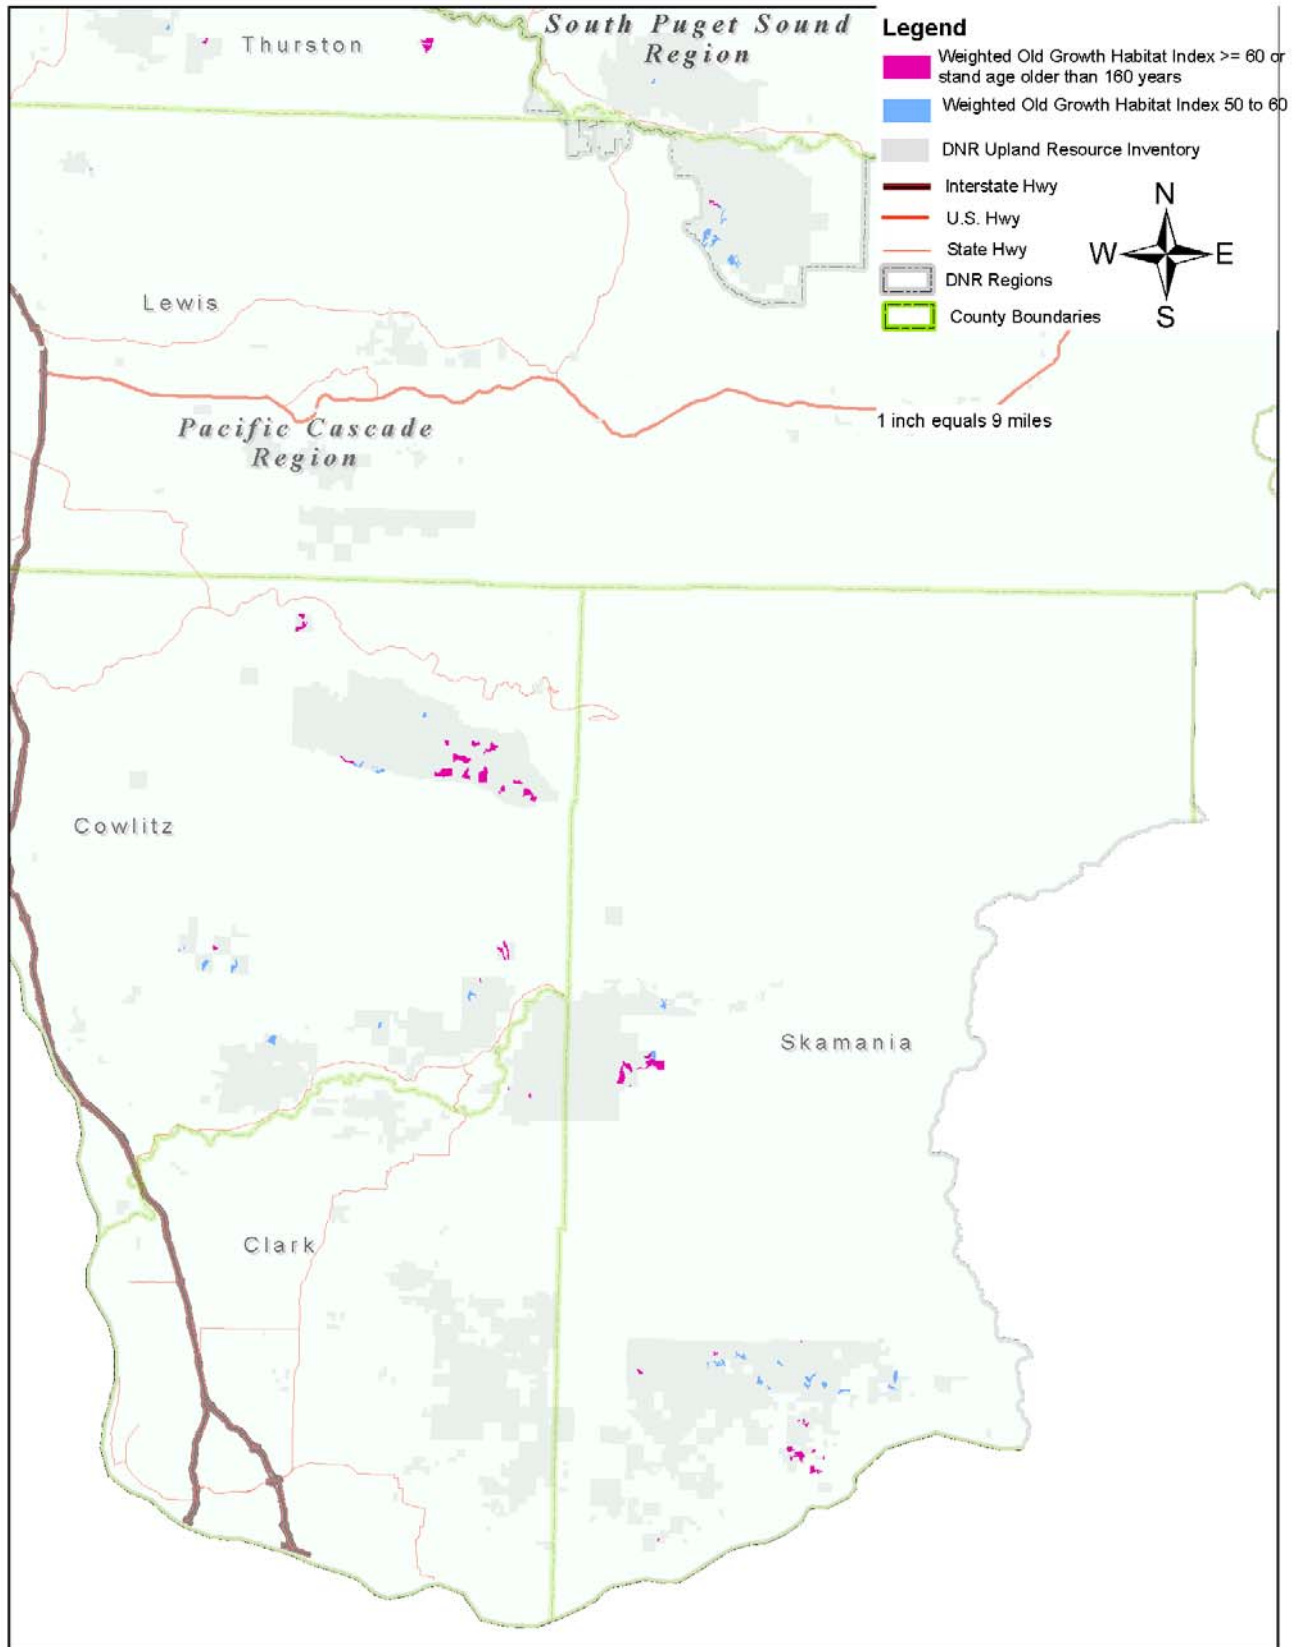 South Puget Sound
Region
Thurston
Legend
Weighted Old Growth Habitat Index >= 60 or
stand age older than 160 years
Weighted Old Growth Habitat Index 50 to 60
DNR Upland Resource Inventory
Interstate Hwy
U.S. Hwy
State Hwy
DNR Regions
County Boundaries
N
W
E
S
Lewis
1 inch equals 9 miles
Pacific Cascade
Region
Cowlitz
Skamania
Clark